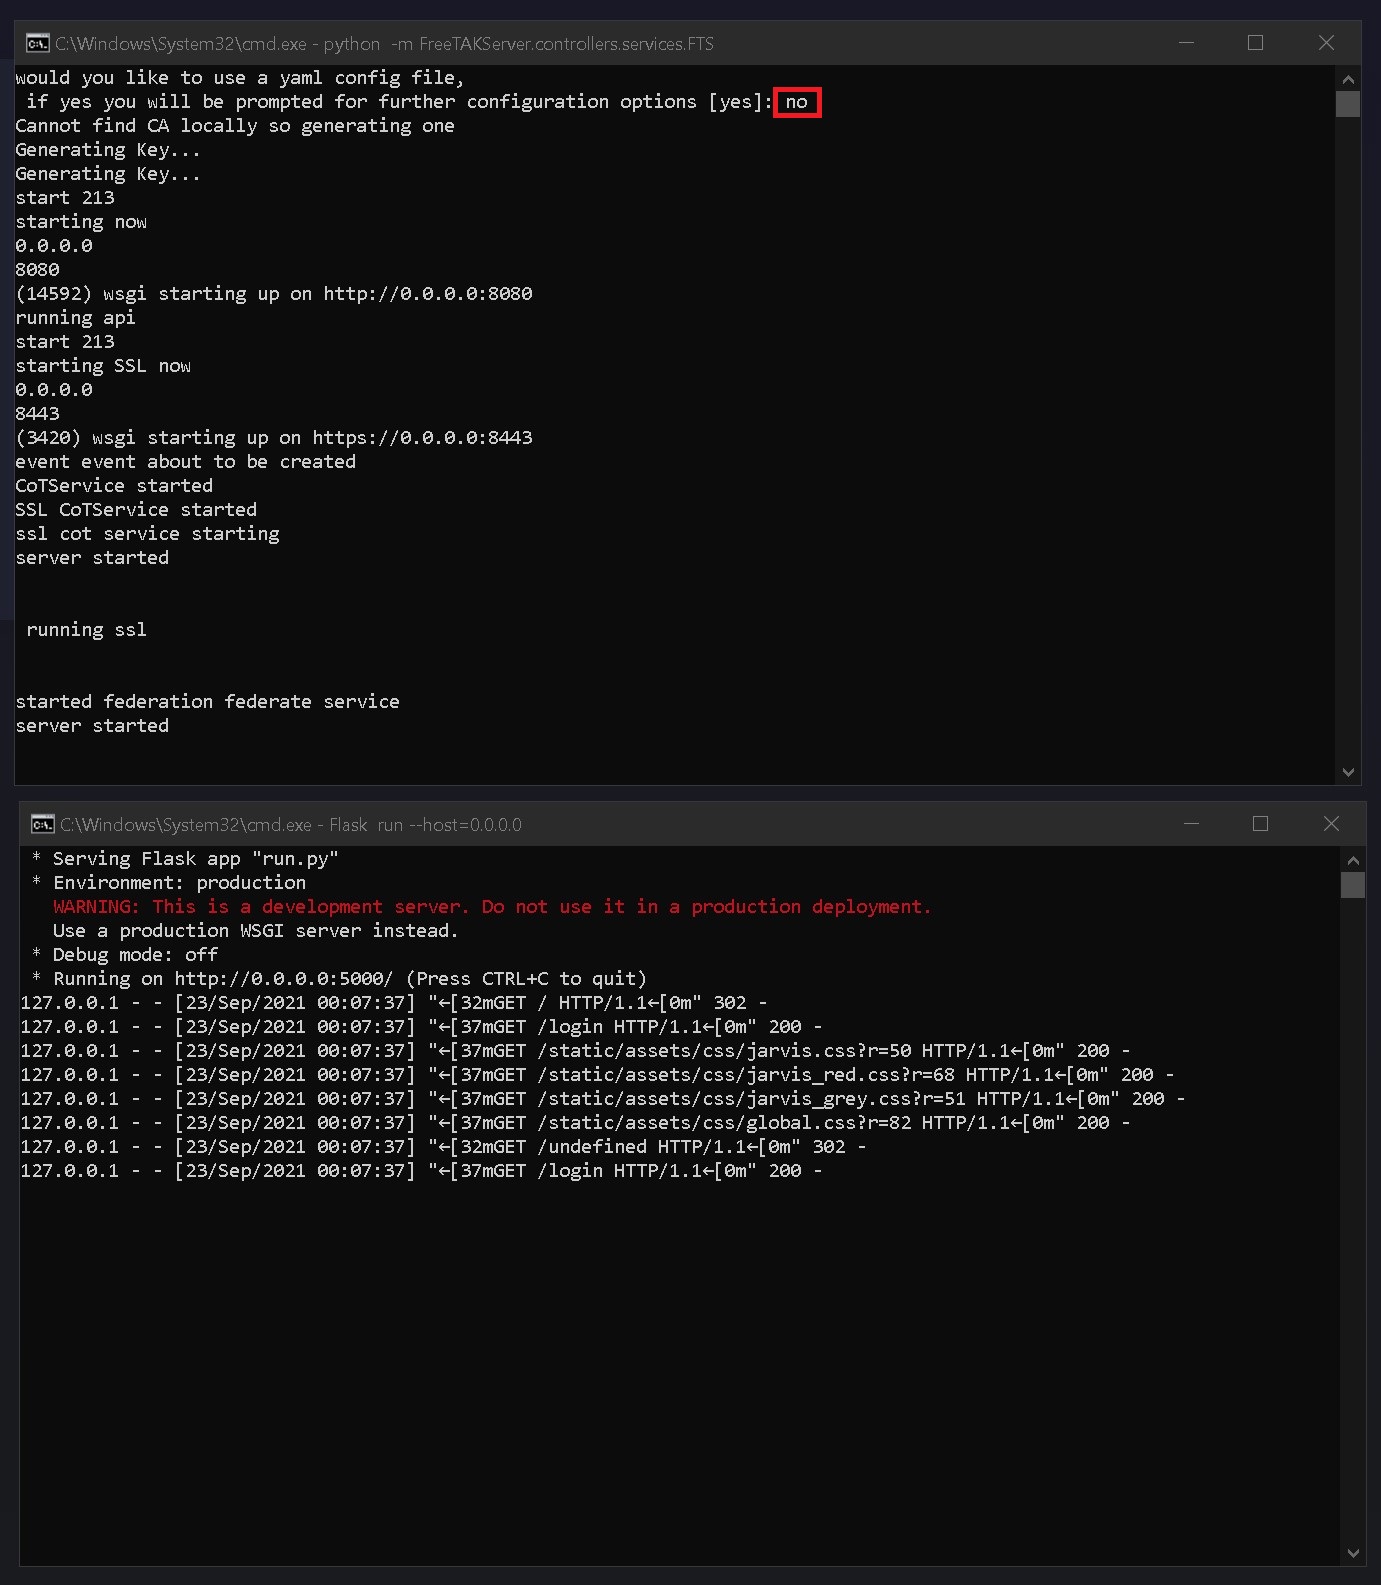 C:\Windows\System32\cmd.exe - python  -m FreeTAKServer.controllers.services.FTS
would you like to use a yaml config file,
 if yes you will be prompted for further configuration options [yes]: no
Cannot find CA locally so generating one
Generating Key...
Generating Key...
start 213
starting now
0.0.0.0
8080
(14592) wsgi starting up on http://0.0.0.0:8080
running api
start 213
starting SSL now
0.0.0.0
8443
(3420) wsgi starting up on https://0.0.0.0:8443
event event about to be created
CoTService started
SSL CoTService started
ssl cot service starting
server started
 running ssl
started federation federate service
server started
C:\Windows\System32\cmd.exe - Flask  run --host=0.0.0.0
 * Serving Flask app "run.py"
 * Environment: production
   WARNING: This is a development server. Do not use it in a production deployment.
   Use a production WSGI server instead.
 * Debug mode: off
 * Running on http://0.0.0.0:5000/ (Press CTRL+C to quit)
127.0.0.1 - - [23/Sep/2021 00:07:37] "←[32mGET / HTTP/1.1←[0m" 302 -
127.0.0.1 - - [23/Sep/2021 00:07:37] "←[37mGET /login HTTP/1.1←[0m" 200 -
127.0.0.1 - - [23/Sep/2021 00:07:37] "←[37mGET /static/assets/css/jarvis.css?r=50 HTTP/1.1←[0m" 200 -
127.0.0.1 - - [23/Sep/2021 00:07:37] "←[37mGET /static/assets/css/jarvis_red.css?r=68 HTTP/1.1←[0m" 200 -
127.0.0.1 - - [23/Sep/2021 00:07:37] "←[37mGET /static/assets/css/jarvis_grey.css?r=51 HTTP/1.1←[0m" 200 -
127.0.0.1 - - [23/Sep/2021 00:07:37] "←[37mGET /static/assets/css/global.css?r=82 HTTP/1.1←[0m" 200 -
127.0.0.1 - - [23/Sep/2021 00:07:37] "←[32mGET /undefined HTTP/1.1←[0m" 302 -
127.0.0.1 - - [23/Sep/2021 00:07:37] "←[37mGET /login HTTP/1.1←[0m" 200 -